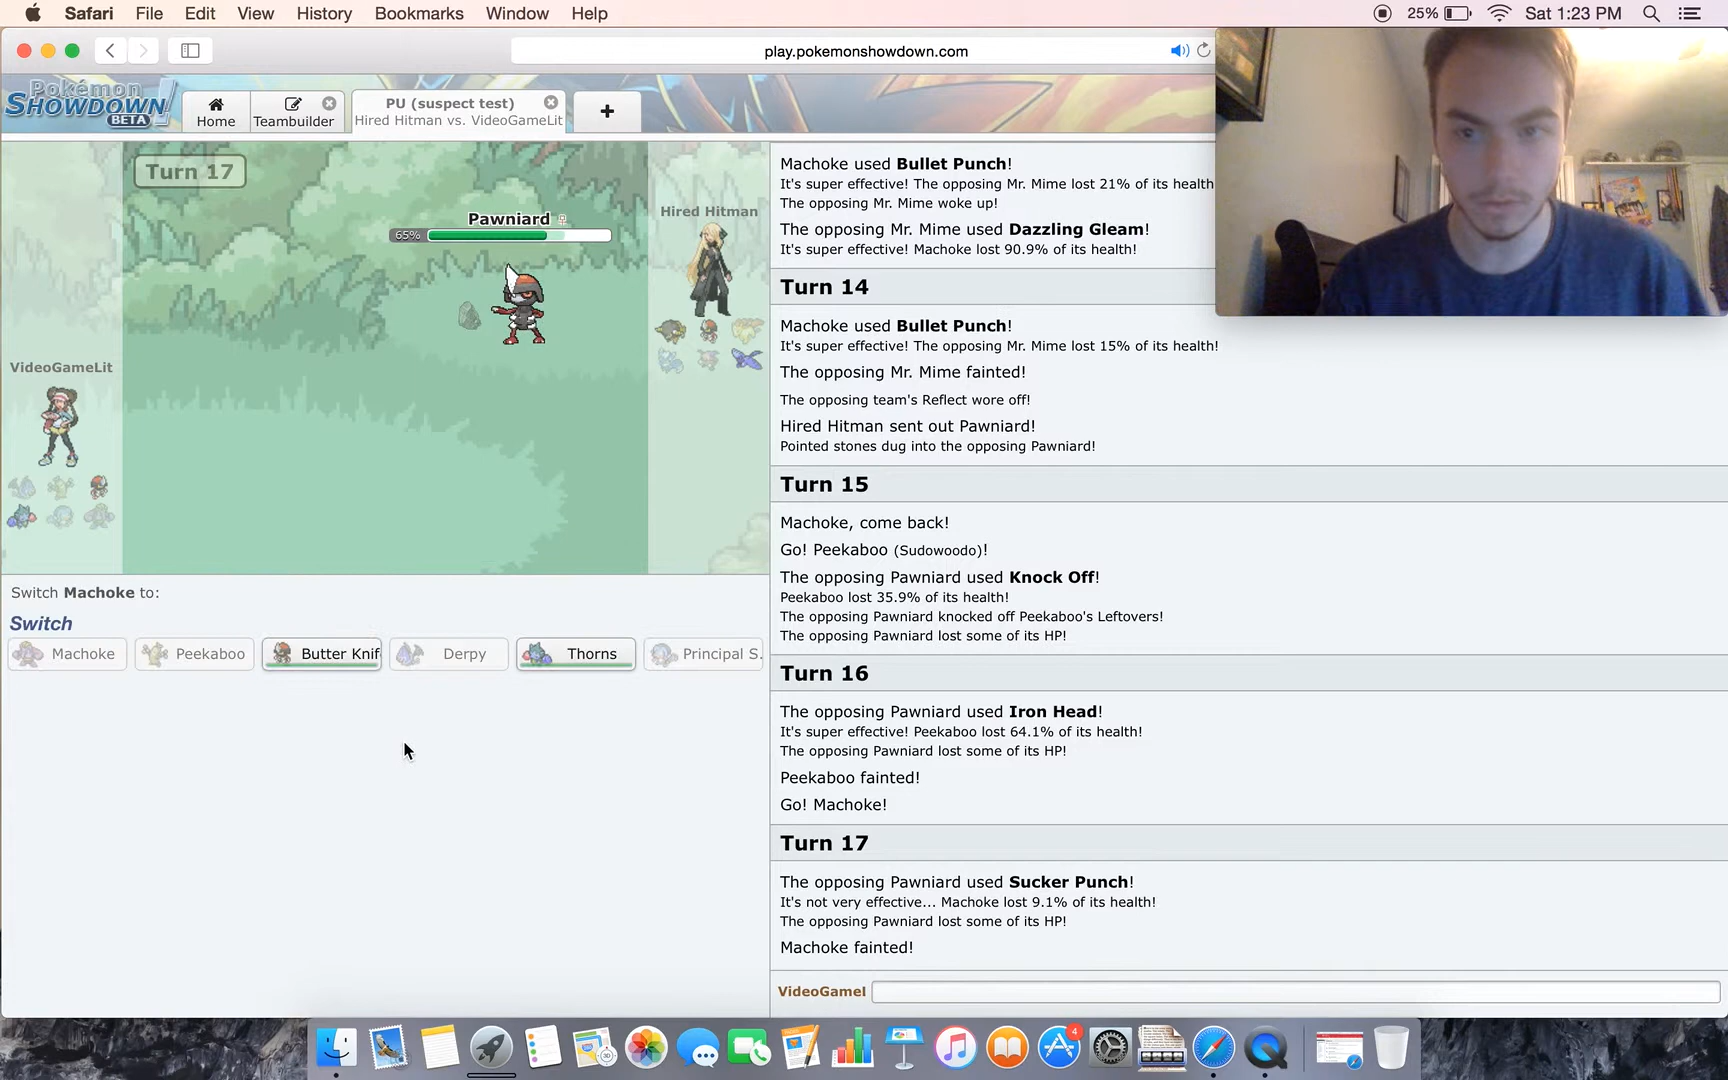 Safari File Edit View History Bookmarks Window Help 25% Sat 1:23 PM
play.pokemonshowdown.com
Pokémon
SHOWDOWN!
BETA
Home
Teambuilder
PU (suspect test)
Hired Hitman vs. VideoGameLit
+
Turn 17
Pawniard
65%
Hired Hitman
VideoGameLit
Switch Machoke to:
Switch
Machoke Peekaboo Butter Knif Derpy Thorns Principal S.
Machoke used Bullet Punch!
It's super effective! The opposing Mr. Mime lost 21% of its health
The opposing Mr. Mime woke up!
The opposing Mr. Mime used Dazzling Gleam!
It's super effective! Machoke lost 90.9% of its health!
Turn 14
Machoke used Bullet Punch!
It's super effective! The opposing Mr. Mime lost 15% of its health!
The opposing Mr. Mime fainted!
The opposing team's Reflect wore off!
Hired Hitman sent out Pawniard!
Pointed stones dug into the opposing Pawniard!
Turn 15
Machoke, come back!
Go! Peekaboo (Sudowoodo)!
The opposing Pawniard used Knock Off!
Peekaboo lost 35.9% of its health!
The opposing Pawniard knocked off Peekaboo's Leftovers!
The opposing Pawniard lost some of its HP!
Turn 16
The opposing Pawniard used Iron Head!
It's super effective! Peekaboo lost 64.1% of its health!
The opposing Pawniard lost some of its HP!
Peekaboo fainted!
Go! Machoke!
Turn 17
The opposing Pawniard used Sucker Punch!
It's not very effective... Machoke lost 9.1% of its health!
The opposing Pawniard lost some of its HP!
Machoke fainted!
VideoGameI
4